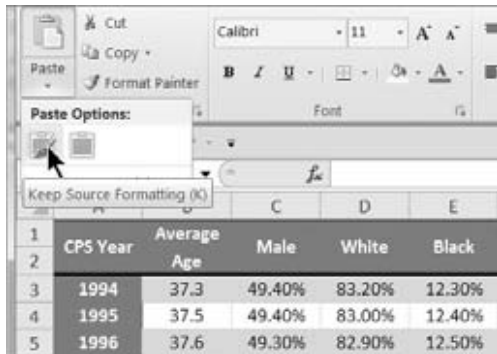 Cut
Calibri 11 A A
Copy
Paste
Format Painter B I U A
Paste Options: Font
fx
Keep Source Formatting (K)
C D E
1 CPS Year Average Age Male White Black
2
3 1994 37.3 49.40% 83.20% 12.30%
4 1995 37.5 49.40% 83.00% 12.40%
5 1996 37.6 49.30% 82.90% 12.50%